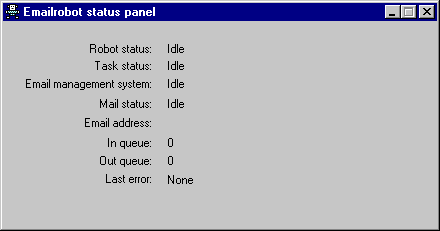 Emailrobot status panel
Robot status: Idle
Task status: Idle
Email management system: Idle
Mail status: Idle
Email address:
In queue: 0
Out queue: 0
Last error: None